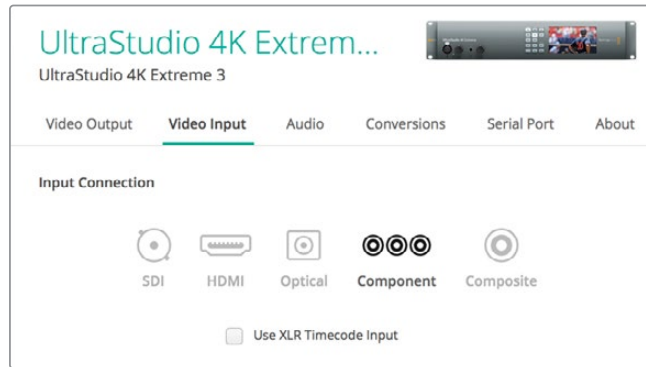 UltraStudio 4K Extrem...
UltraStudio 4K Extreme 3
Video Output Video Input Audio Conversions Serial Port About
Input Connection
SDI HDMI Optical Component Composite
Use XLR Timecode Input